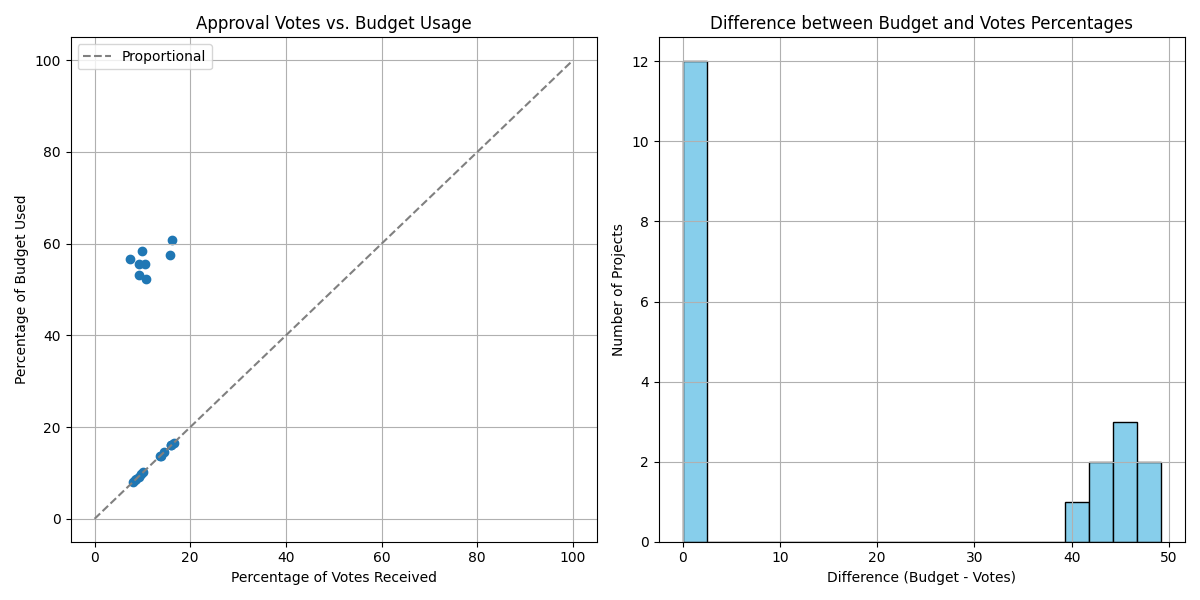 Approval Votes vs. Budget Usage
Proportional
100
80
60
40
20
0
Percentage of Budget Used
0 20 40 60 80 100
Percentage of Votes Received
Difference between Budget and Votes Percentages
12
10
8
6
4
2
0
Number of Projects
0 10 20 30 40 50
Difference (Budget - Votes)